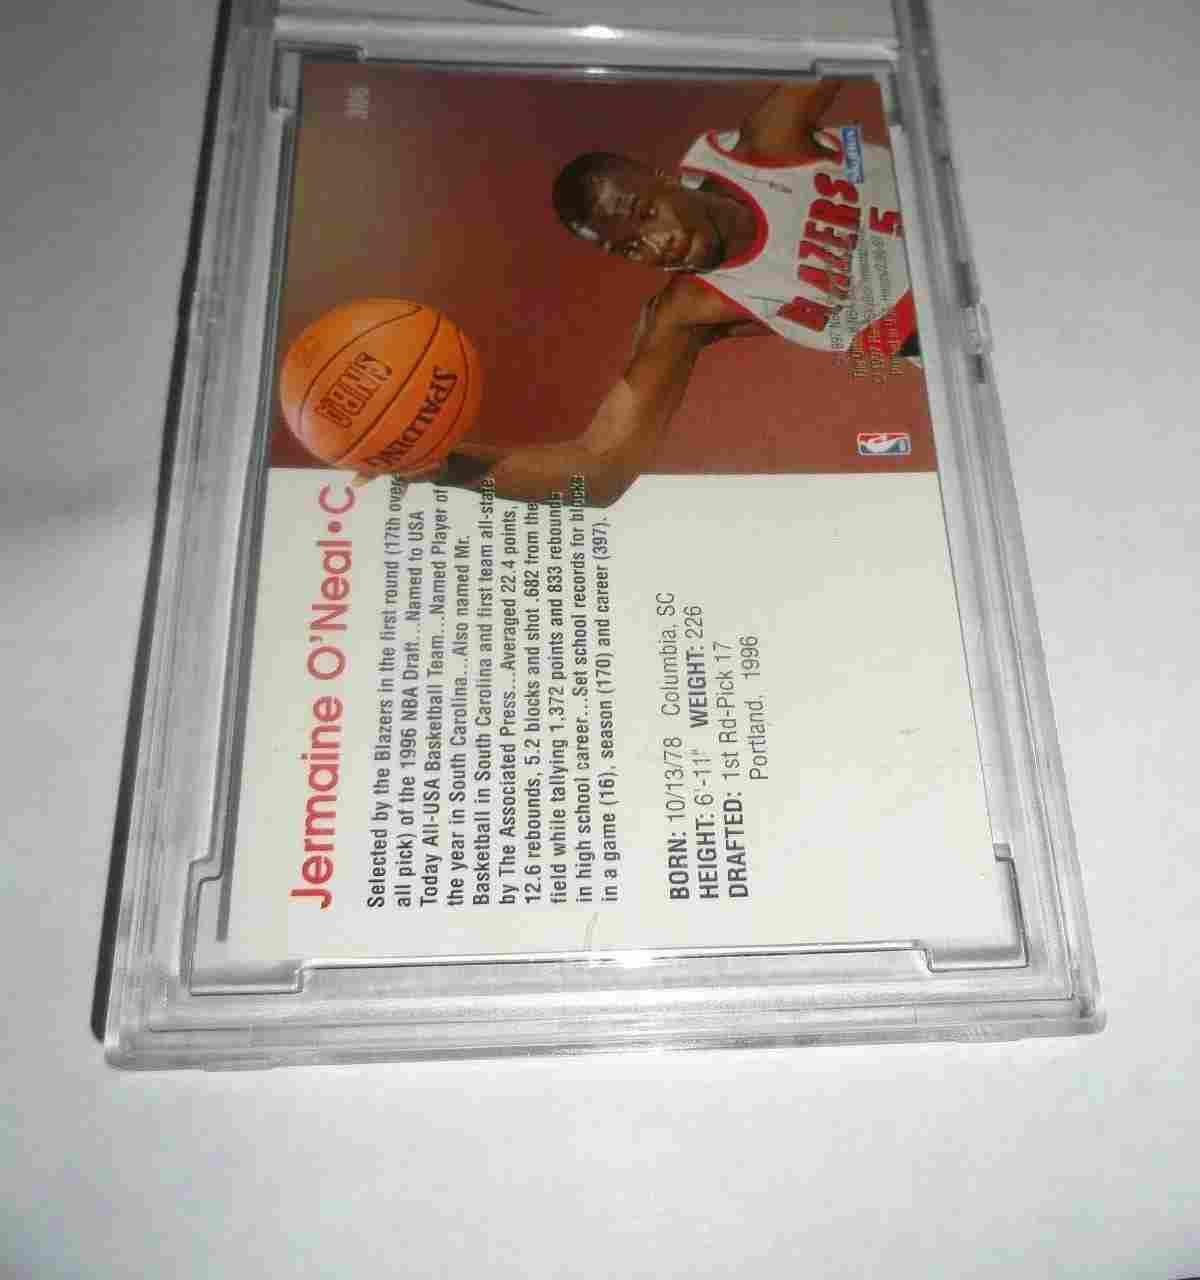 Jermaine O'Neal•C
Selected by the Blazers in the first round (17th over-
all pick) of the 1996 NBA Draft...Named to USA
Today All-USA Basketball Team...Named Player of
the year in South Carolina...Also named Mr.
Basketball in South Carolina and first team all-state
by The Associated Press...Averaged 22.4 points,
12.6 rebounds, 5.2 blocks and shot .682 from the
field while tallying 1,372 points and 833 rebounds
in high school career...Set school records for blocks
in a game (16), season (170) and career (397).
BORN: 10/13/78 Columbia, SC
HEIGHT: 6'-11" WEIGHT: 226
DRAFTED: 1st Rd-Pick 17
Portland, 1996
SPALDING
BLAZERS
5